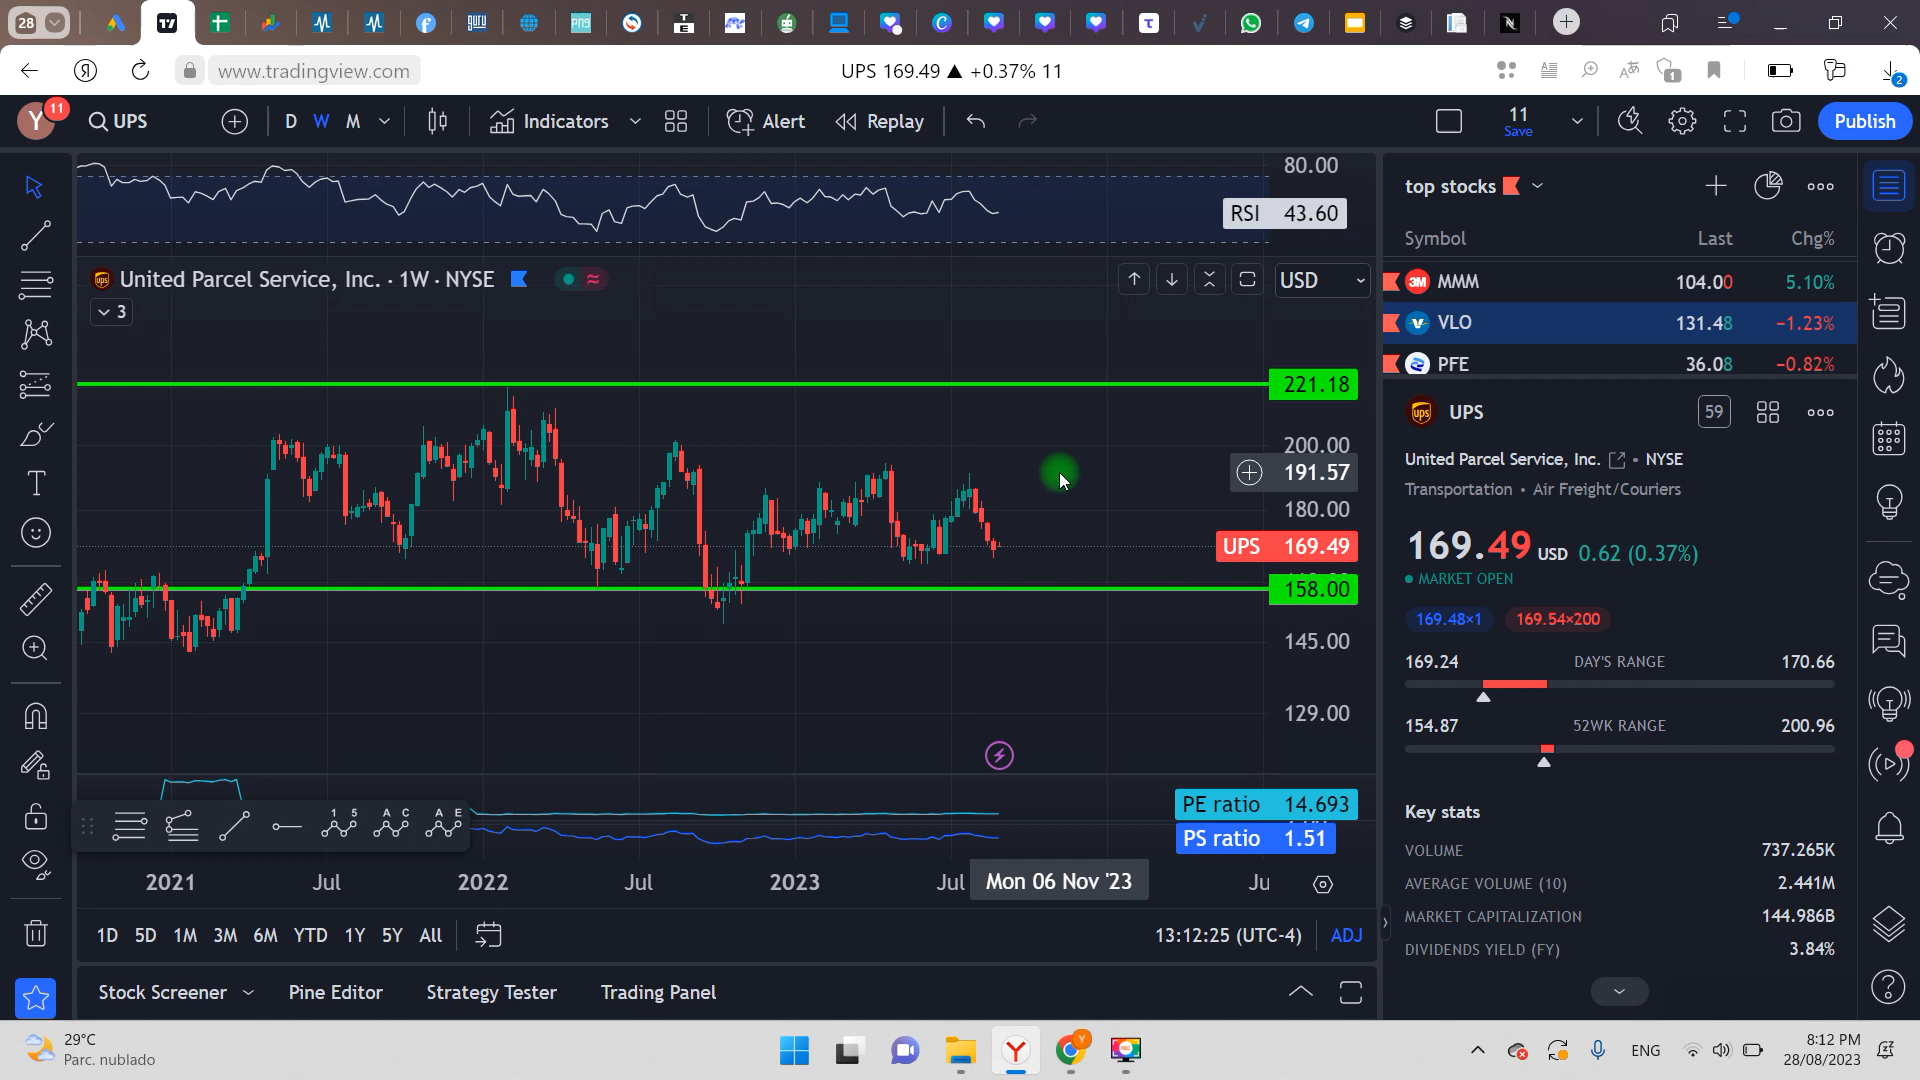 28
www.tradingview.com
UPS 169.49 ▲ +0.37% 11
1
2
Y
11
UPS
D
W
M
Indicators
Alert
Replay
11
Save
Publish
80.00
RSI 43.60
United Parcel Service, Inc. · 1W · NYSE
USD
3
221.18
200.00
191.57
180.00
UPS 169.49
158.00
145.00
129.00
PE ratio 14.693
PS ratio 1.51
2021
Jul
2022
Jul
2023
Jul
Mon 06 Nov '23
Ju
1D 5D 1M 3M 6M YTD 1Y 5Y All
13:12:25 (UTC-4)
ADJ
Stock Screener
Pine Editor
Strategy Tester
Trading Panel
top stocks
Symbol Last Chg%
MMM 104.00 5.10%
VLO 131.48 −1.23%
PFE 36.08 −0.82%
UPS
59
United Parcel Service, Inc. • NYSE
Transportation • Air Freight/Couriers
169.49 USD 0.62 (0.37%)
MARKET OPEN
169.48×1 169.54×200
169.24 DAY'S RANGE 170.66
154.87 52WK RANGE 200.96
Key stats
VOLUME 737.265K
AVERAGE VOLUME (10) 2.441M
MARKET CAPITALIZATION 144.986B
DIVIDENDS YIELD (FY) 3.84%
29°C
Parc. nublado
ENG
8:12 PM
28/08/2023